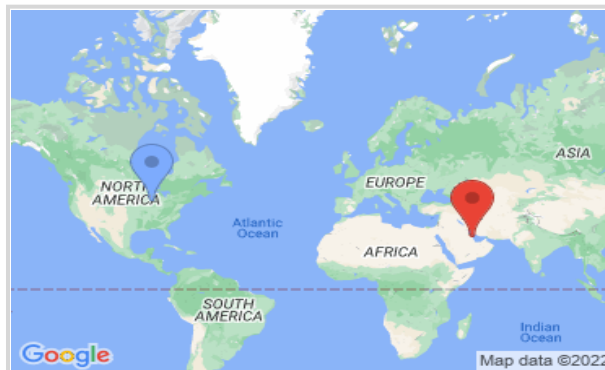 ASIA
NORTH
AMERICA
EUROPE
Atlantic
Ocean
AFRICA
SOUTH
AMERICA
Indian
Ocean
Google
Map data ©2022